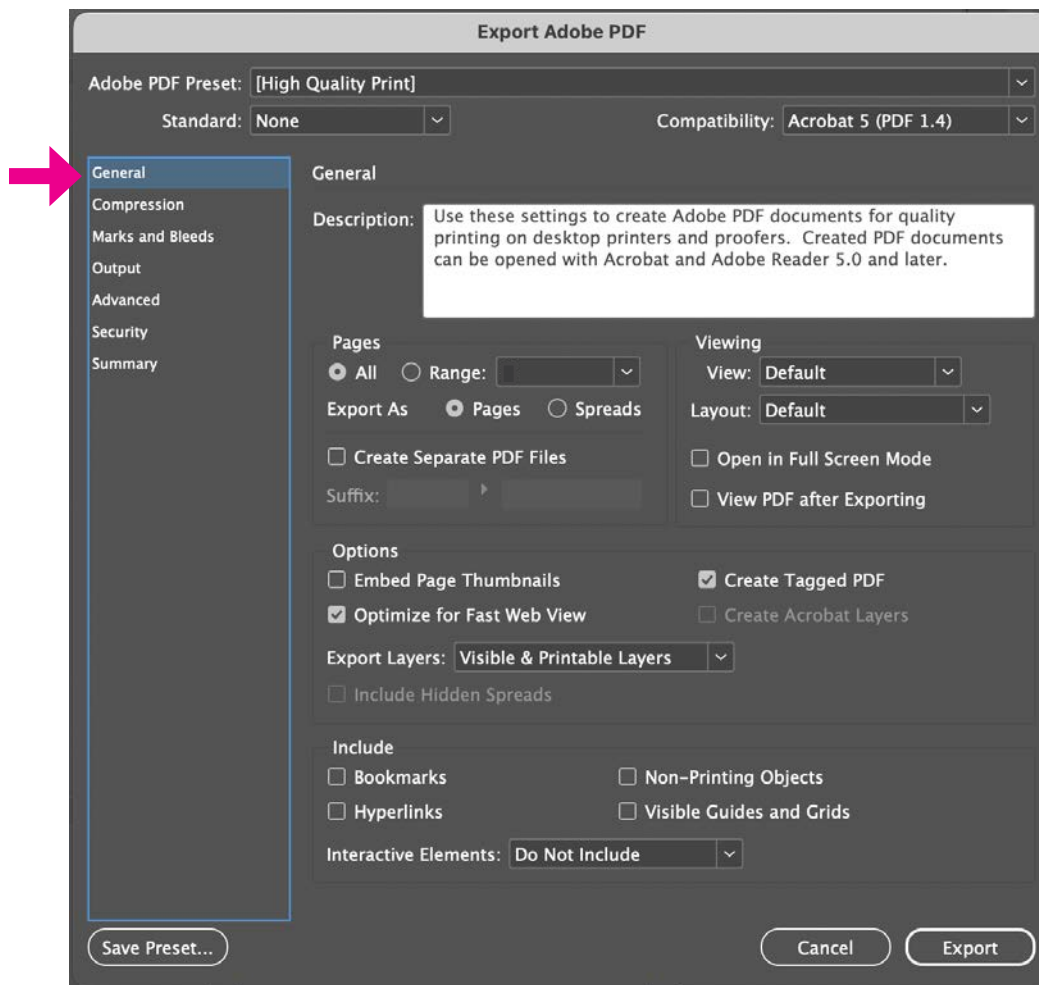 Export Adobe PDF
Adobe PDF Preset: [High Quality Print]
Standard: None Compatibility: Acrobat 5 (PDF 1.4)
General
Compression
Marks and Bleeds
Output
Advanced
Security
Summary
General
Description: Use these settings to create Adobe PDF documents for quality
printing on desktop printers and proofers.  Created PDF documents
can be opened with Acrobat and Adobe Reader 5.0 and later.
Pages
All Range:
Export As Pages Spreads
Create Separate PDF Files
Suffix:
Viewing
View: Default
Layout: Default
Open in Full Screen Mode
View PDF after Exporting
Options
Embed Page Thumbnails Create Tagged PDF
Optimize for Fast Web View Create Acrobat Layers
Export Layers: Visible & Printable Layers
Include Hidden Spreads
Include
Bookmarks Non-Printing Objects
Hyperlinks Visible Guides and Grids
Interactive Elements: Do Not Include
Save Preset... Cancel Export